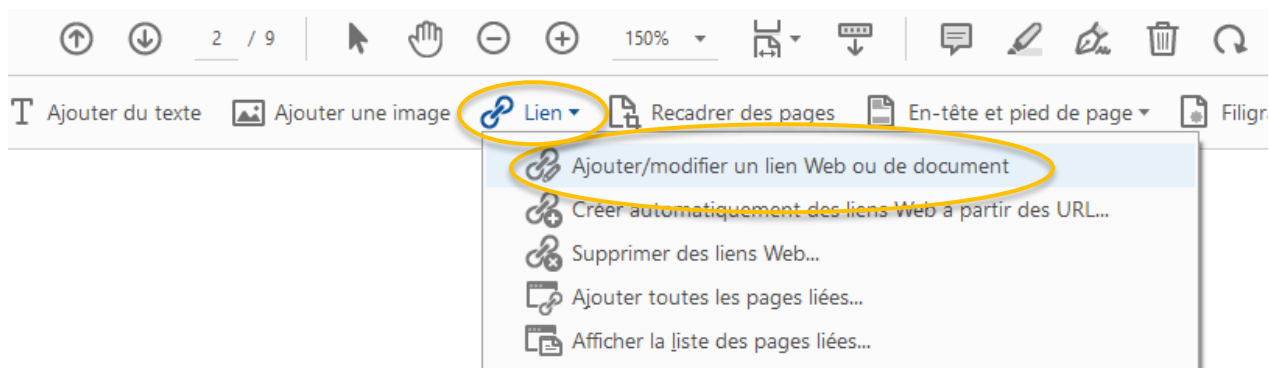 2 / 9 150%
Ajouter du texte Ajouter une image Lien Recadrer des pages En-tête et pied de page Filigr
Ajouter/modifier un lien Web ou de document
Créer automatiquement des liens Web à partir des URL...
Supprimer des liens Web...
Ajouter toutes les pages liées...
Afficher la liste des pages liées...